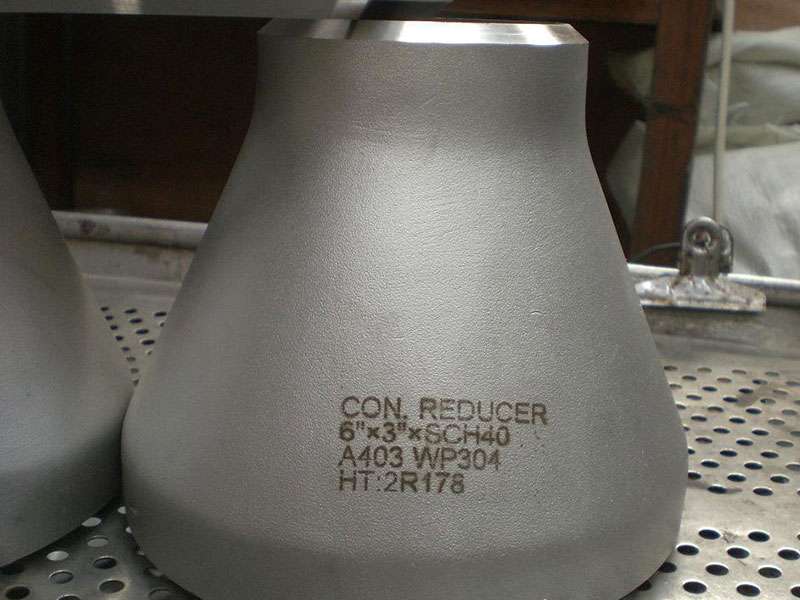 CON. REDUCER
6"×3"×SCH40
A403 WP304
HT:2R178